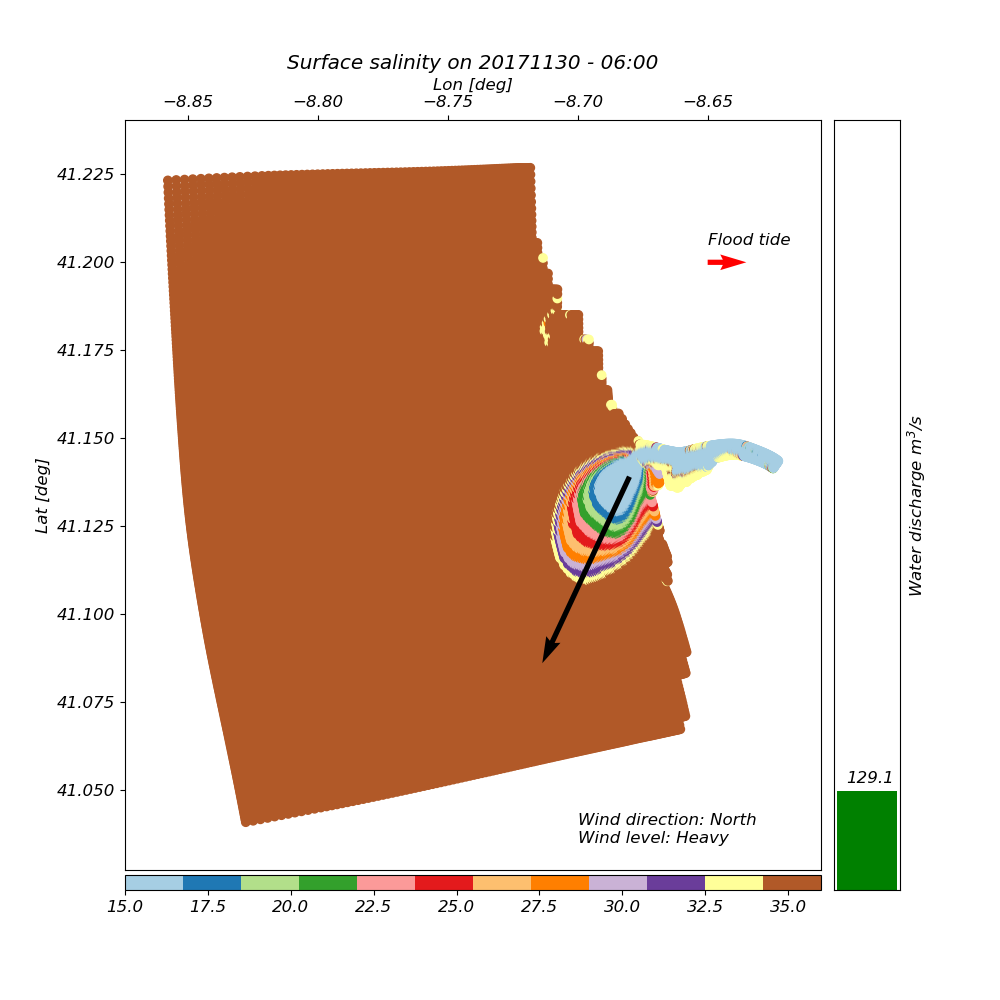 Surface salinity on 20171130 - 06:00
Lon [deg]
−8.85 −8.80 −8.75 −8.70 −8.65
41.225
41.200
41.175
41.150
41.125
41.100
41.075
41.050
Lat [deg]
Flood tide
Wind direction: North
Wind level: Heavy
129.1
Water discharge m³/s
15.0 17.5 20.0 22.5 25.0 27.5 30.0 32.5 35.0